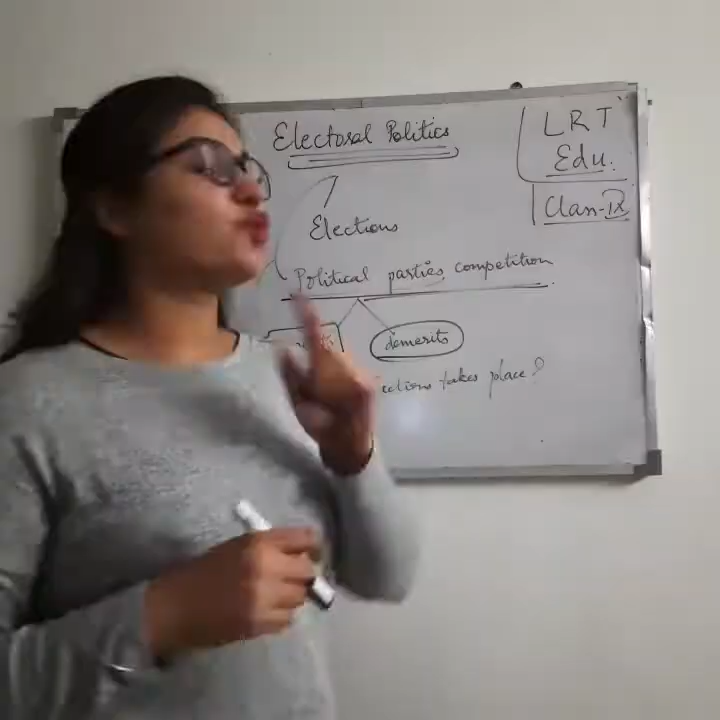 Electoral Politics
Elections
Political parties competition
demerits
takes place?
LRT
Edu.
Class-IX